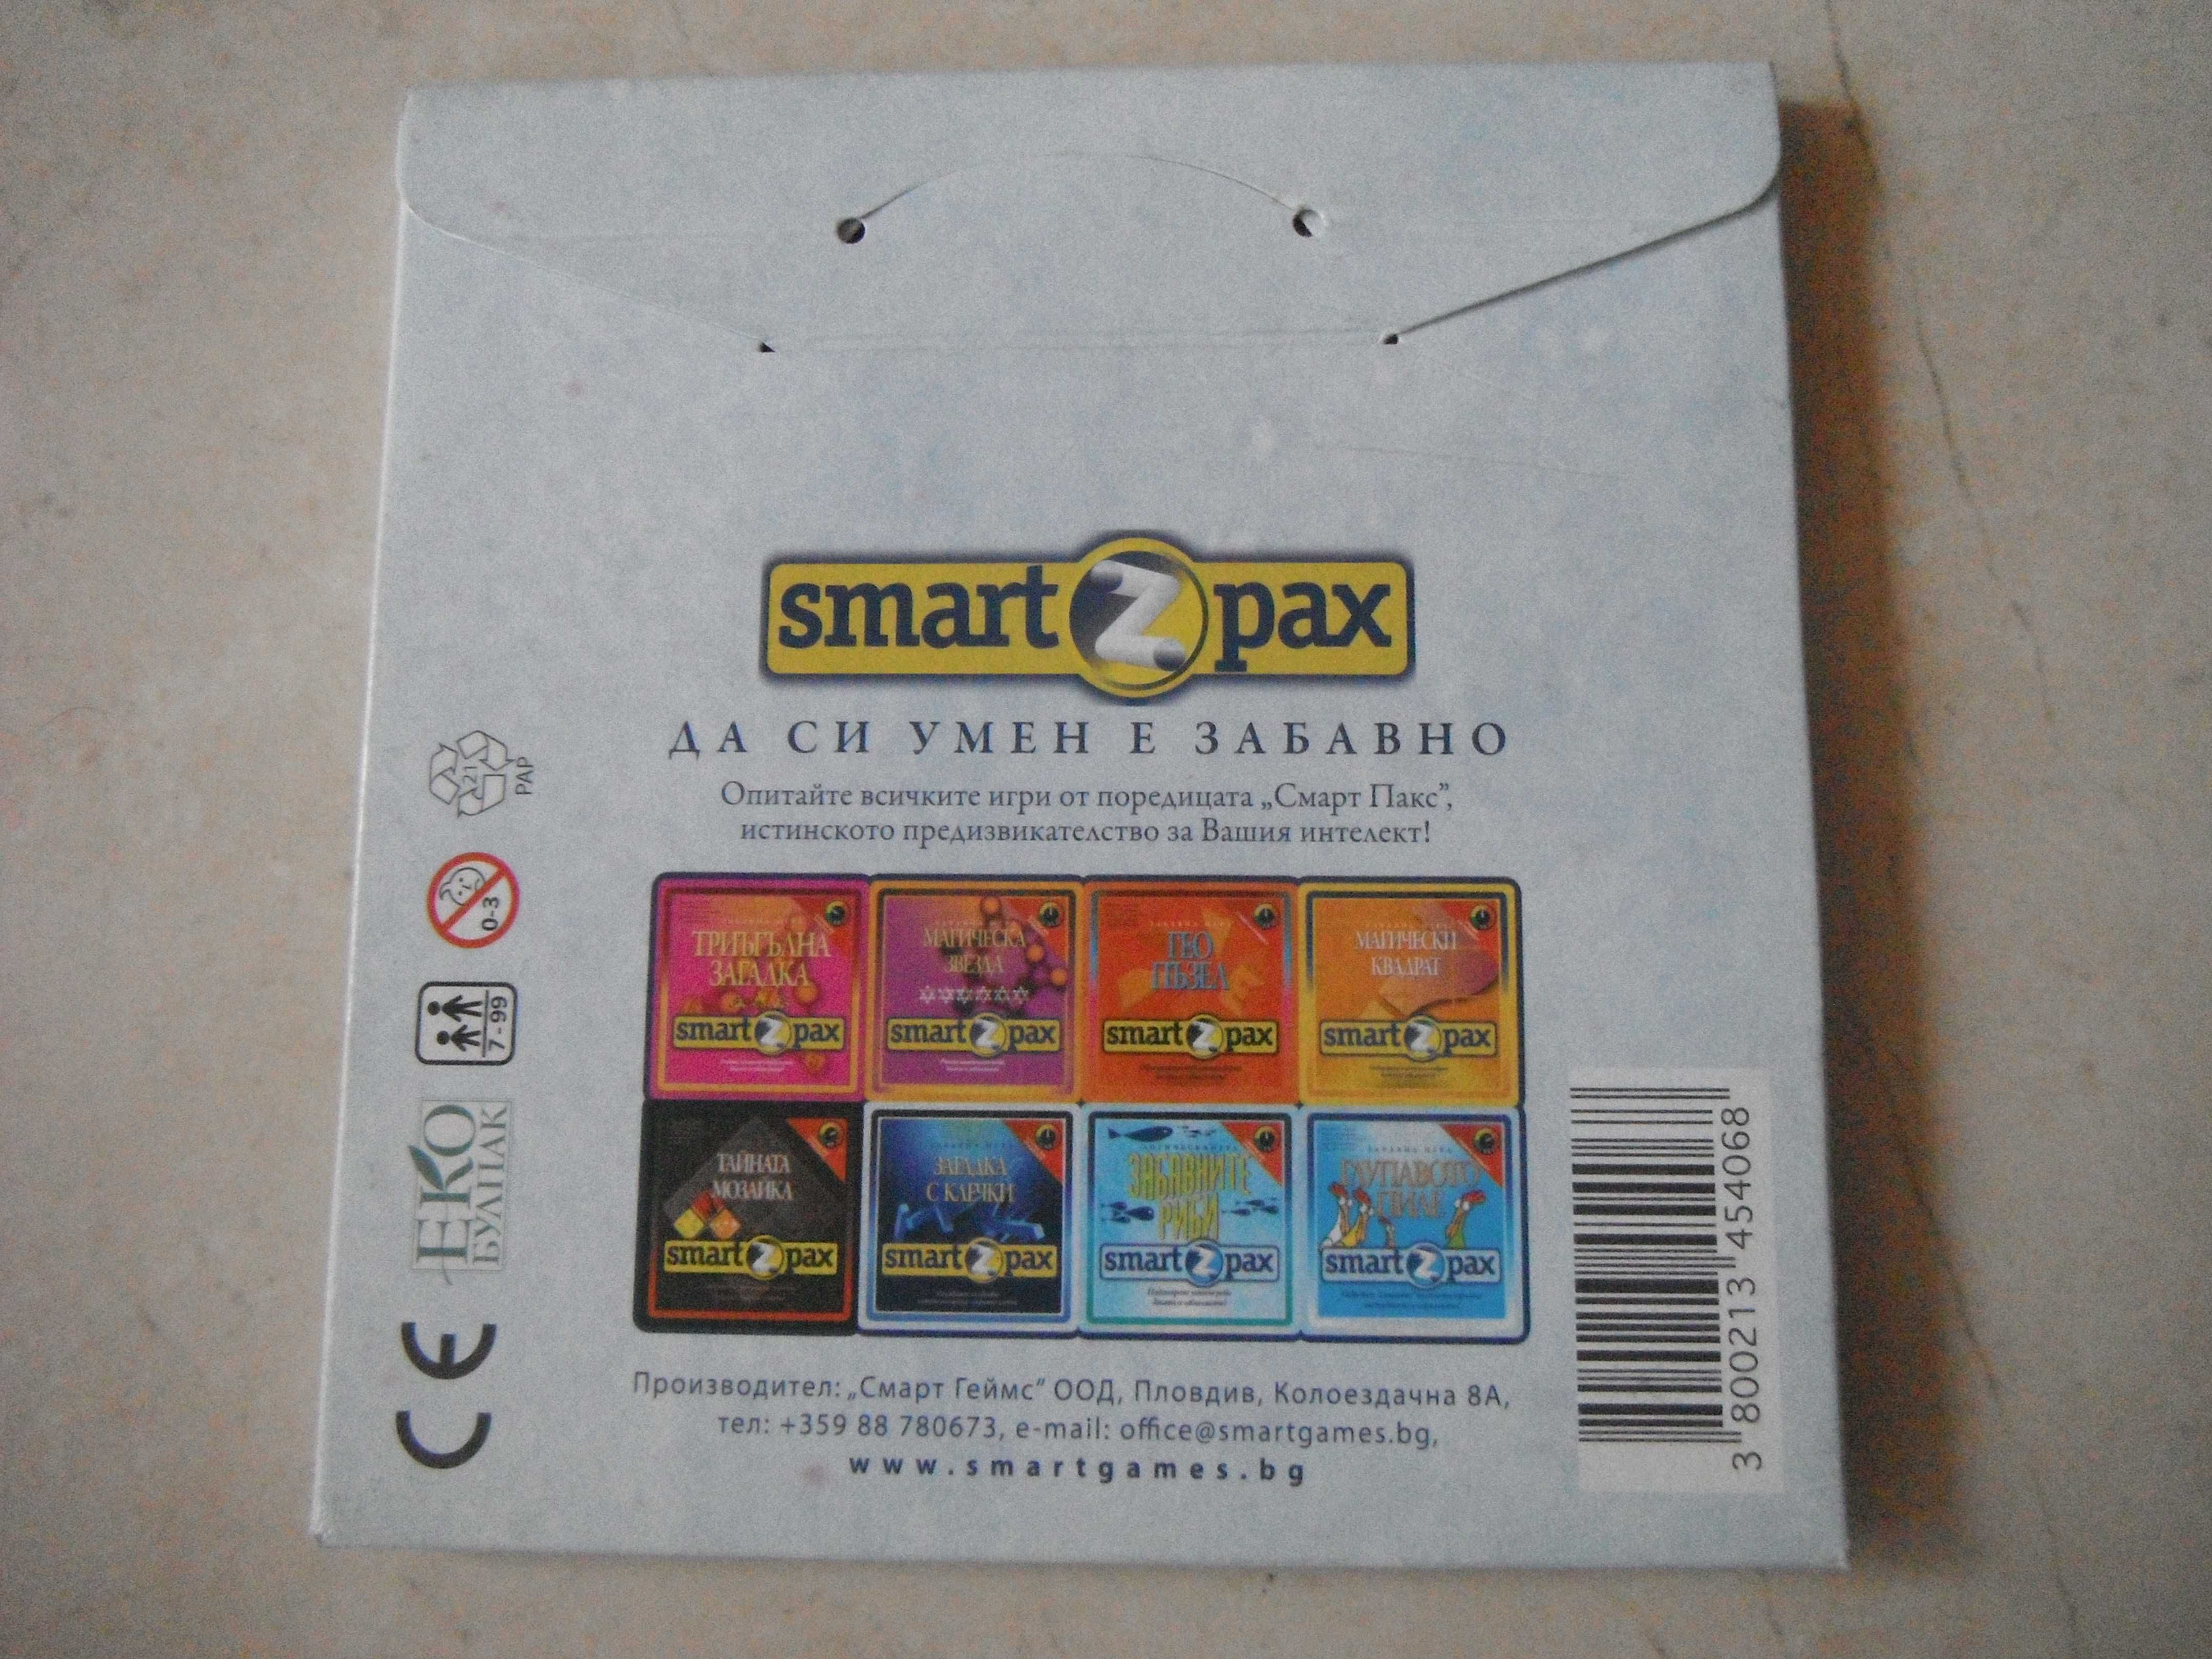 smart Z pax
ДА СИ УМЕН Е ЗАБАВНО
Опитайте всичките игри от поредицата „Смарт Пакс”,
истинското предизвикателство за Вашия интелект!
ТРИЪГЪЛНА
ЗАГАДКА
smart Z pax
МАГИЧЕСКА
ЗВЕЗДА
smart Z pax
ГЕО
ПЪЗЕЛ
smart Z pax
МАГИЧЕСКИ
КВАДРАТ
smart Z pax
ТАЙНАТА
МОЗАЙКА
smart Z pax
ЗАГАДКА
С КЛЕЧКИ
smart Z pax
ЗАБАВНИТЕ
РИБИ
smart Z pax
ГЛУПАВОТО
ПИЛЕ
smart Z pax
Производител: „Смарт Геймс” ООД, Пловдив, Колоездачна 8А,
тел: +359 88 780673, e-mail: office@smartgames.bg,
www.smartgames.bg
21
PAP
0-3
7-99
ЕКО
БУЛПАК
CE
3 800213 454068